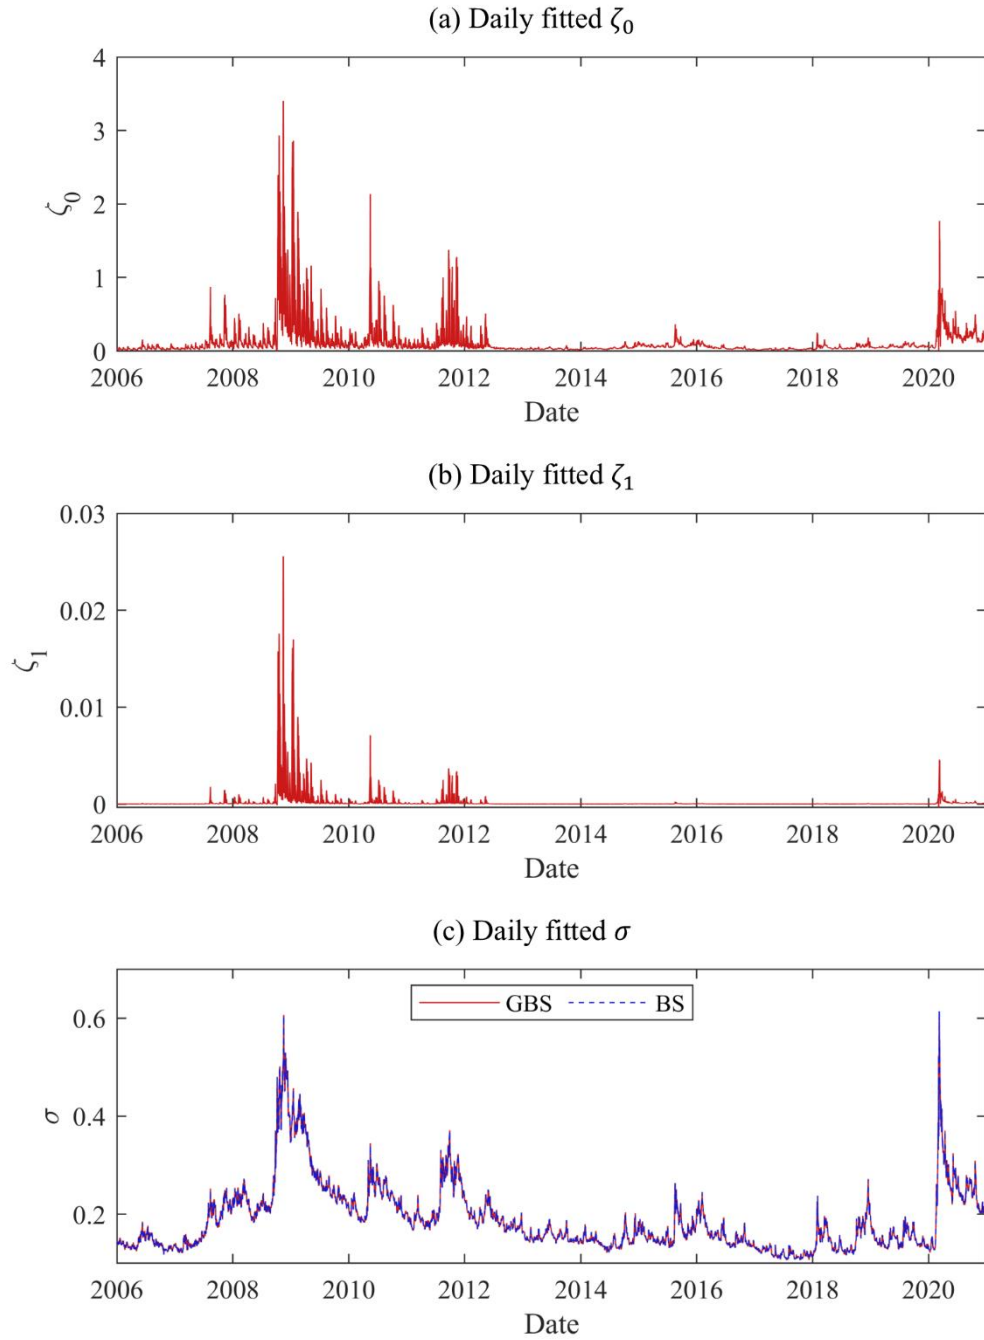 (a) Daily fitted ζ₀
4
3
2
1
0
ζ₀
2006 2008 2010 2012 2014 2016 2018 2020
Date
(b) Daily fitted ζ₁
0.03
0.02
0.01
0
ζ₁
2006 2008 2010 2012 2014 2016 2018 2020
Date
(c) Daily fitted σ
GBS BS
0.6
0.4
0.2
σ
2006 2008 2010 2012 2014 2016 2018 2020
Date